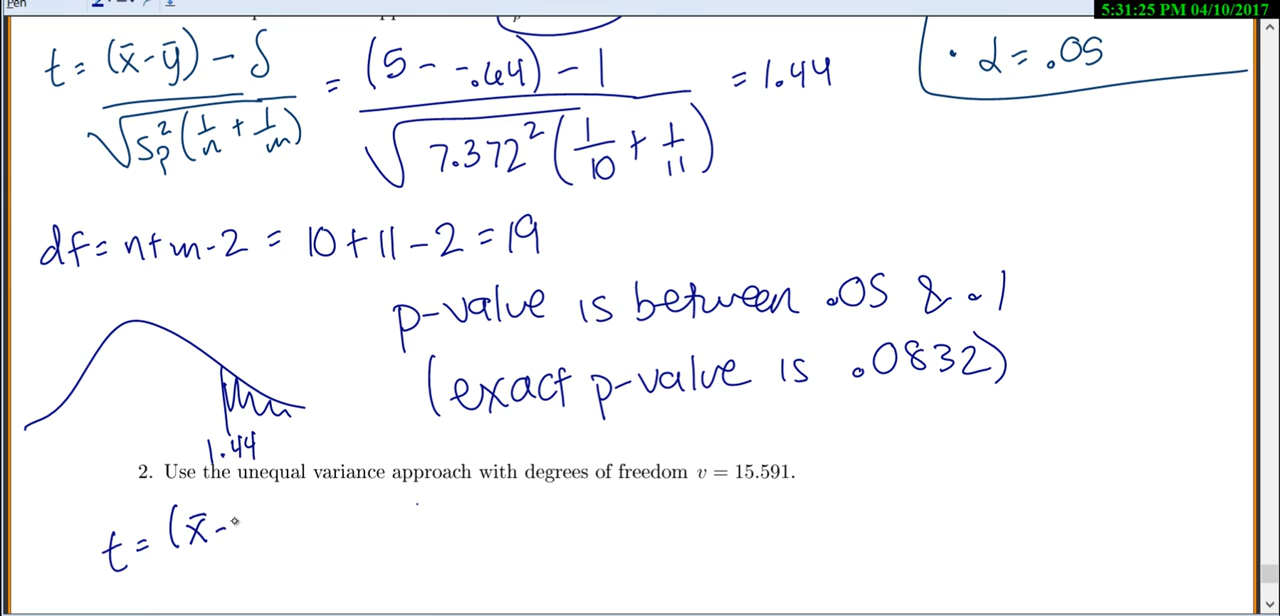 Pen
5:31:25 PM 04/10/2017
t = (x̄-ȳ) - δ / √(Sp²(1/n + 1/m)) = (5 - -.64) - 1 / √(7.372²(1/10 + 1/11)) = 1.44
· α = .05
df = n+m-2 = 10+11-2 = 19
p-value is between .05 & .1
(exact p-value is .0832)
1.44
2. Use the unequal variance approach with degrees of freedom v = 15.591.
t = (x̄ -